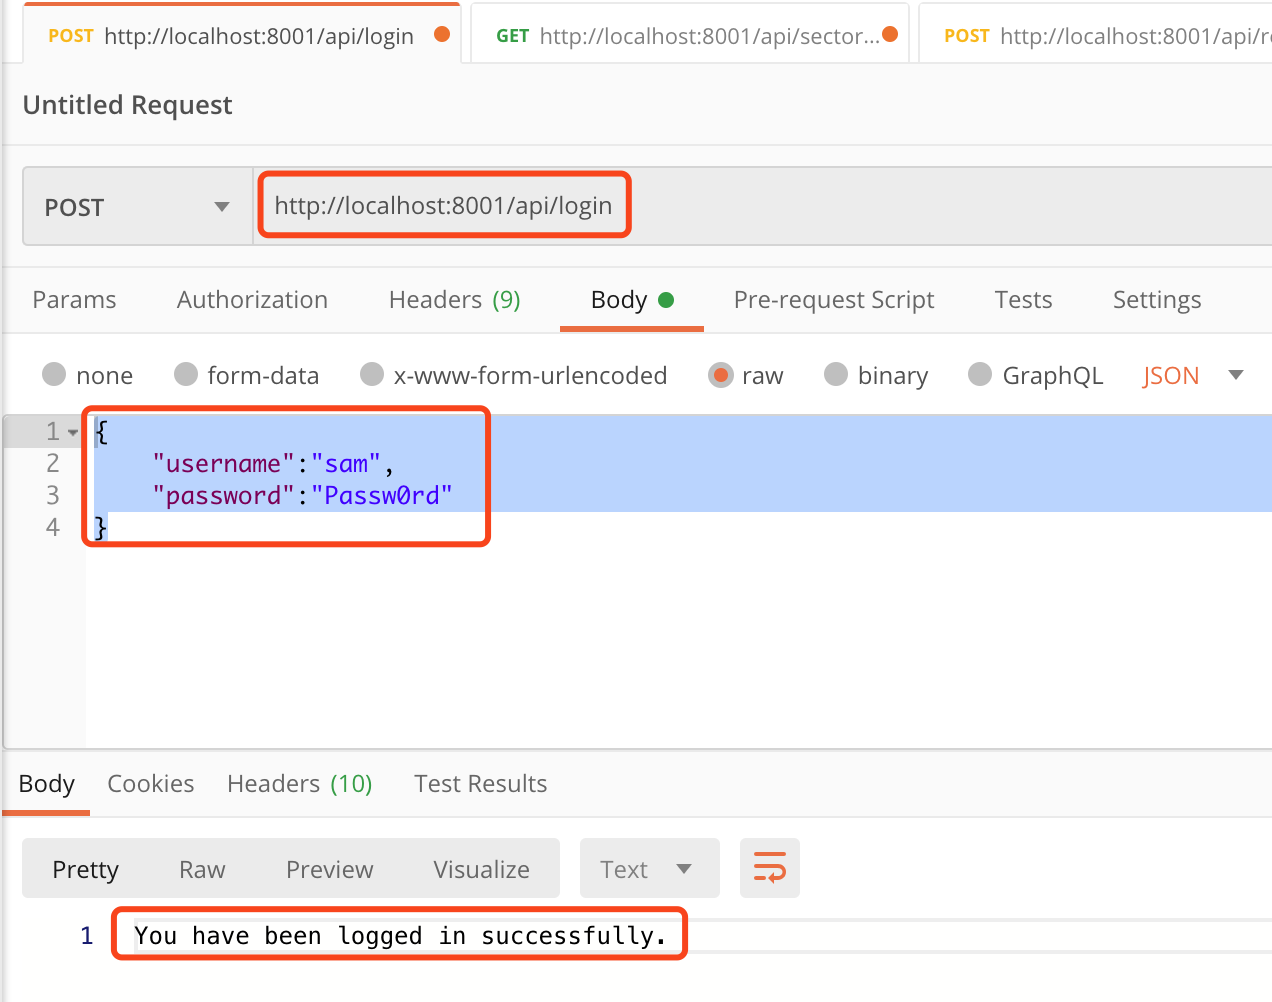 POST http://localhost:8001/api/login
GET http://localhost:8001/api/sector...
POST http://localhost:8001/api/r
Untitled Request
POST
http://localhost:8001/api/login
Params Authorization Headers (9) Body Pre-request Script Tests Settings
none form-data x-www-form-urlencoded raw binary GraphQL JSON
1 {
2 "username":"sam",
3 "password":"Passw0rd"
4 }
Body Cookies Headers (10) Test Results
Pretty Raw Preview Visualize Text
1 You have been logged in successfully.